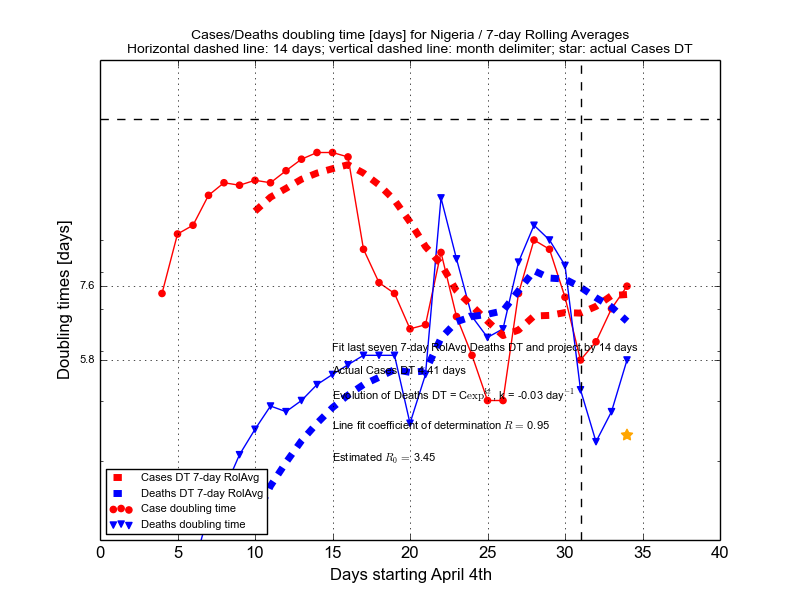 Cases/Deaths doubling time [days] for Nigeria / 7-day Rolling Averages
Horizontal dashed line: 14 days; vertical dashed line: month delimiter; star: actual Cases DT
Doubling times [days]
7.6
5.8
Fit last seven 7-day RolAvg Deaths DT and project by 14 days
Actual Cases DT 4.41 days
Evolution of Deaths DT = C exp^{kt} k = -0.03 day^{-1}
Line fit coefficient of determination R = 0.95
Estimated R_0 = 3.45
Cases DT 7-day RolAvg
Deaths DT 7-day RolAvg
Case doubling time
Deaths doubling time
0 5 10 15 20 25 30 35 40
Days starting April 4th